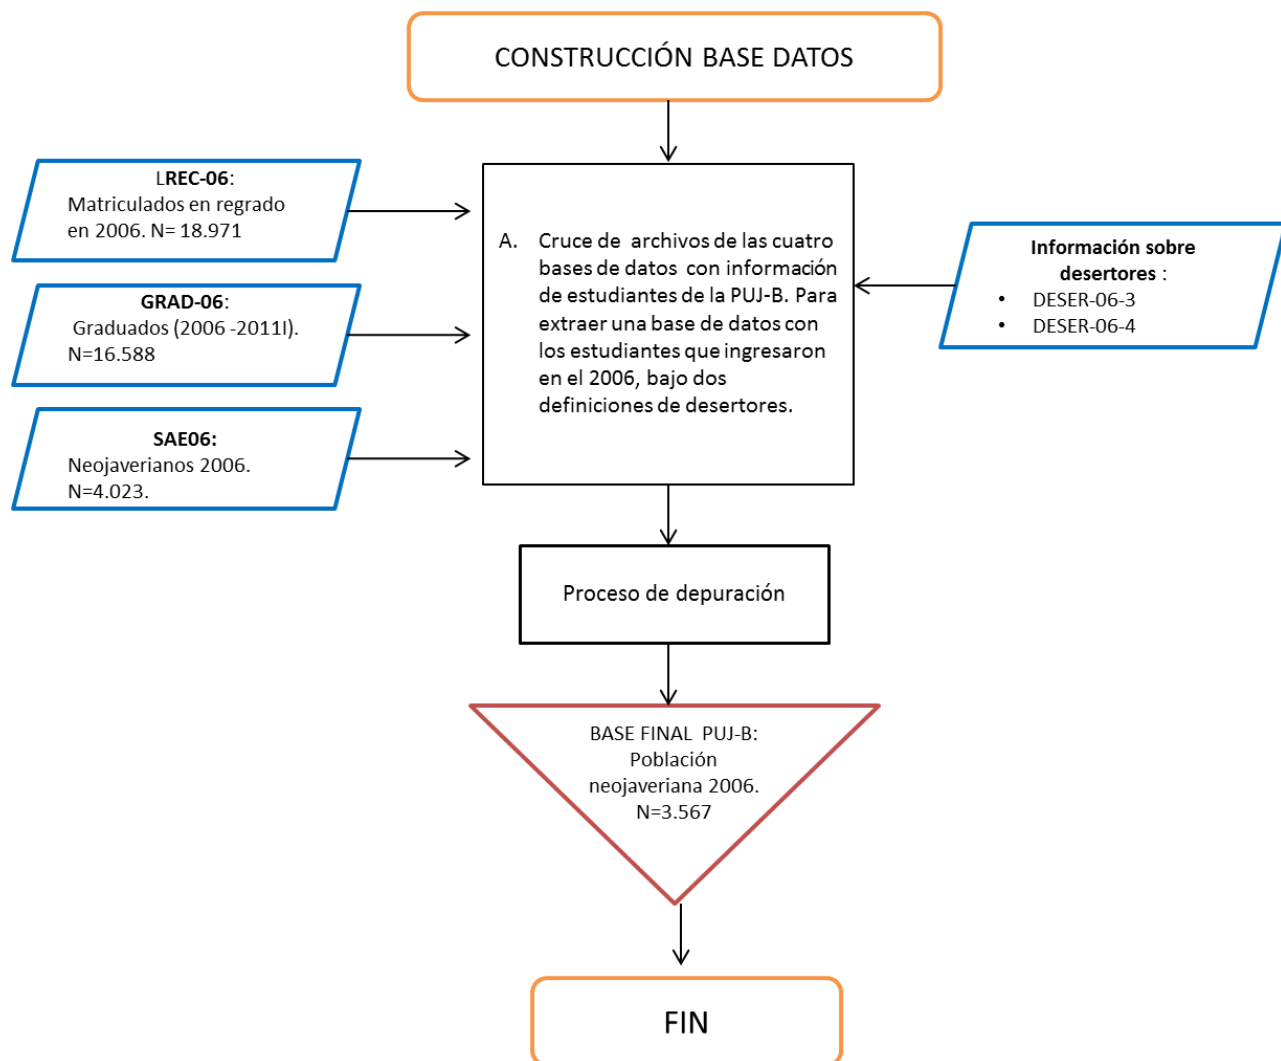 CONSTRUCCIÓN BASE DATOS
LREC-06:
Matriculados en regrado
en 2006. N= 18.971
GRAD-06:
Graduados (2006 -2011I).
N=16.588
SAE06:
Neojaverianos 2006.
N=4.023.
A. Cruce de archivos de las cuatro
bases de datos con información
de estudiantes de la PUJ-B. Para
extraer una base de datos con
los estudiantes que ingresaron
en el 2006, bajo dos
definiciones de desertores.
Información sobre
desertores :
• DESER-06-3
• DESER-06-4
Proceso de depuración
BASE FINAL PUJ-B:
Población
neojaveriana 2006.
N=3.567
FIN